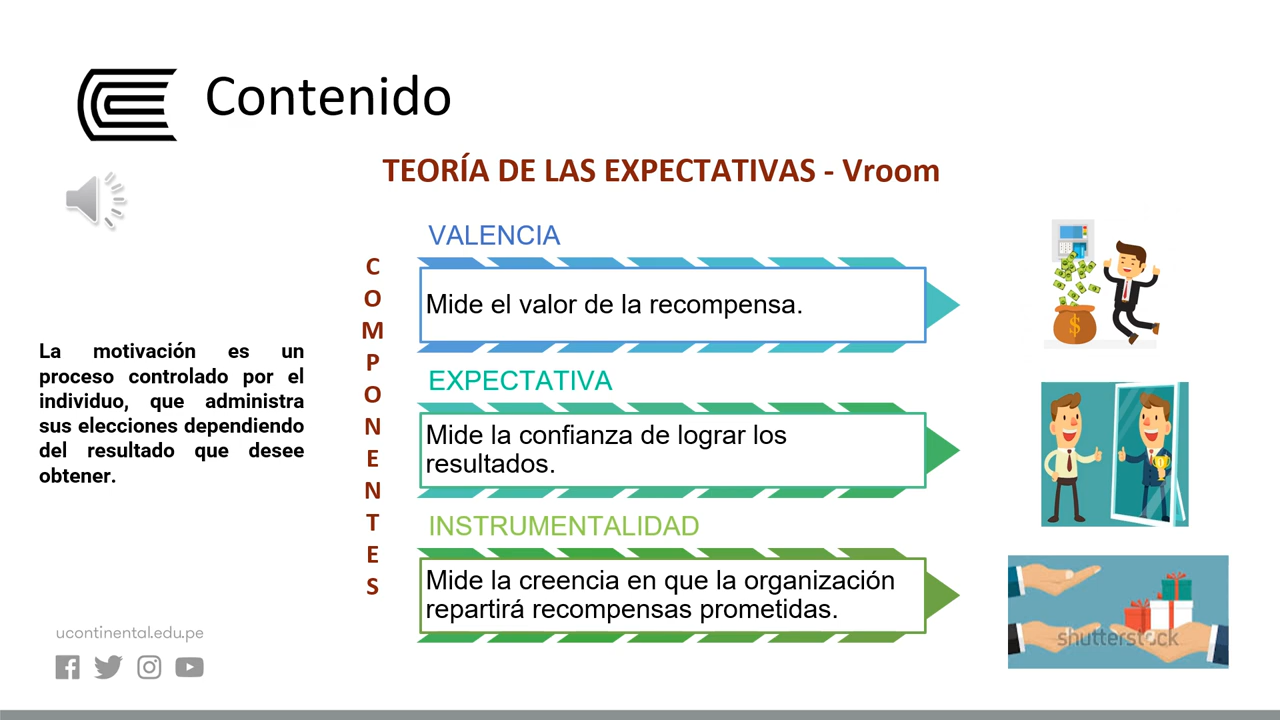 Contenido
TEORÍA DE LAS EXPECTATIVAS - Vroom
La motivación es un
proceso controlado por el
individuo, que administra
sus elecciones dependiendo
del resultado que desee
obtener.
C
O
M
P
O
N
E
N
T
E
S
VALENCIA
Mide el valor de la recompensa.
EXPECTATIVA
Mide la confianza de lograr los
resultados.
INSTRUMENTALIDAD
Mide la creencia en que la organización
repartirá recompensas prometidas.
$
shutterstock
ucontinental.edu.pe